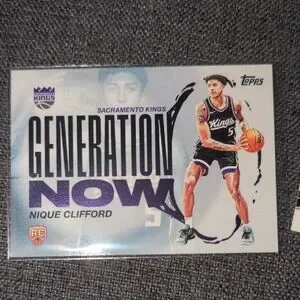 KINGS
SACRAMENTO KINGS
topps
GENERATION
NOW
NIQUE CLIFFORD
Kings
5
RC